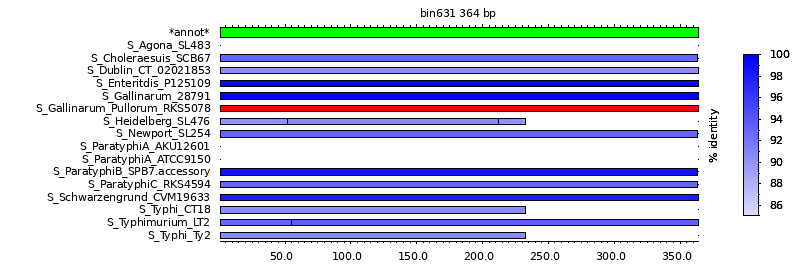 bin631 364 bp
*annot*
S_Agona_SL483
S_Choleraesuis_SCB67
S_Dublin_CT_02021853
S_Enteritdis_P125109
S_Gallinarum_28791
S_Gallinarum_Pullorum_RKS5078
S_Heidelberg_SL476
S_Newport_SL254
S_ParatyphiA_AKU12601
S_ParatyphiA_ATCC9150
S_ParatyphiB_SPB7.accessory
S_ParatyphiC_RKS4594
S_Schwarzengrund_CVM19633
S_Typhi_CT18
S_Typhimurium_LT2
S_Typhi_Ty2
50.0 100.0 150.0 200.0 250.0 300.0 350.0
% identity
100
98
96
94
92
90
88
86